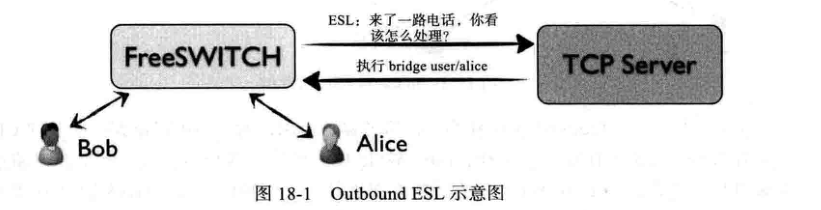 ESL：来了一路电话，你看
该怎么处理?
FreeSWITCH
执行 bridge user/alice
TCP Server
Bob
Alice
图 18-1 Outbound ESL 示意图